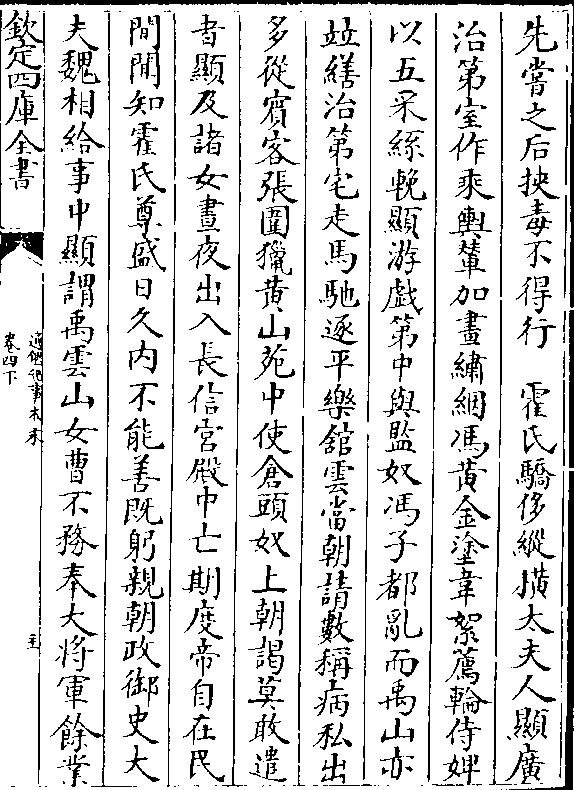 先嘗之后挾毒不得行　霍氏驕侈縱橫太夫人顯廣
治第室作乘輿輦加畫繡絪馮黃金塗韋絮薦輪侍婢
以五采絲輓顯游戲第中與監奴馮子都亂而禹山亦
竝繕治第宅走馬馳逐平樂館雲當朝請數稱病私出
多從賓客張圍獵黃山苑中使倉頭奴上朝謁莫敢遣
者顯及諸女晝夜出入長信宮殿中亡期度帝自在民
間聞知霍氏尊盛日久內不能善既躬親朝政御史大
夫魏相給事中顯謂禹雲山女曹不務奉大將軍餘業
欽定四庫全書
通鑑紀事本末
卷四下